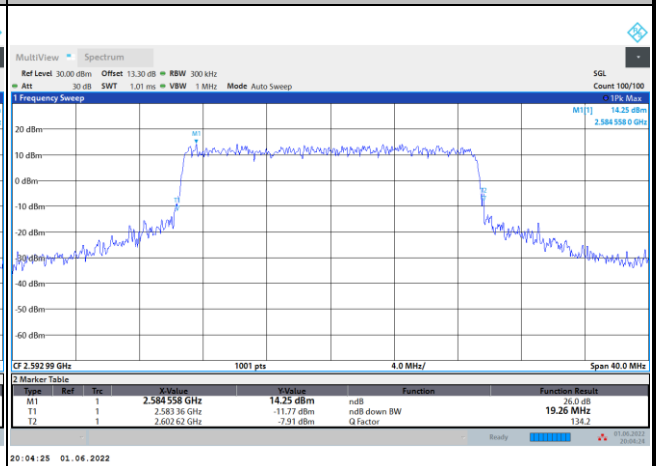 MultiView Spectrum
Ref Level 30.00 dBm Offset 13.30 dB RBW 300 kHz SGL
Att 30 dB SWT 1.01 ms VBW 1 MHz Mode Auto Sweep Count 100/100
1 Frequency Sweep 1Pk Max
M1[1] 14.25 dBm
2.584 558 0 GHz
M1
20 dBm
10 dBm
0 dBm
-10 dBm
-20 dBm
-30 dBm
-40 dBm
-50 dBm
-60 dBm
CF 2.592 99 GHz 1001 pts 4.0 MHz/ Span 40.0 MHz
2 Marker Table
Type Ref Trc X-Value Y-Value Function Function Result
M1 1 2.584 558 GHz 14.25 dBm ndB 26.0 dB
T1 1 2.583 36 GHz -11.77 dBm ndB down BW 19.26 MHz
T2 1 2.602 62 GHz -7.91 dBm Q Factor 134.2
Ready 01.06.2022
20:04:24
20:04:25 01.06.2022